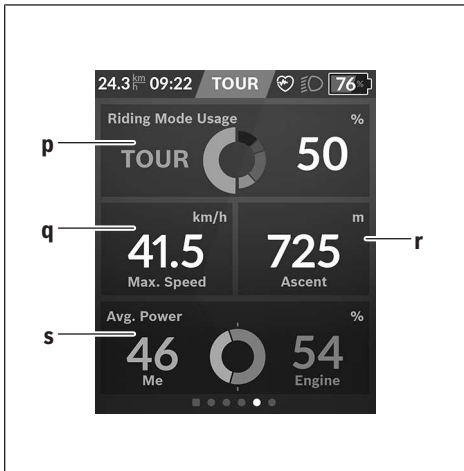 24.3 km/h 09:22 TOUR 76%
Riding Mode Usage %
p
TOUR 50
q
km/h
41.5
Max. Speed
m
725
Ascent
r
Avg. Power %
s
46 54
Me Engine